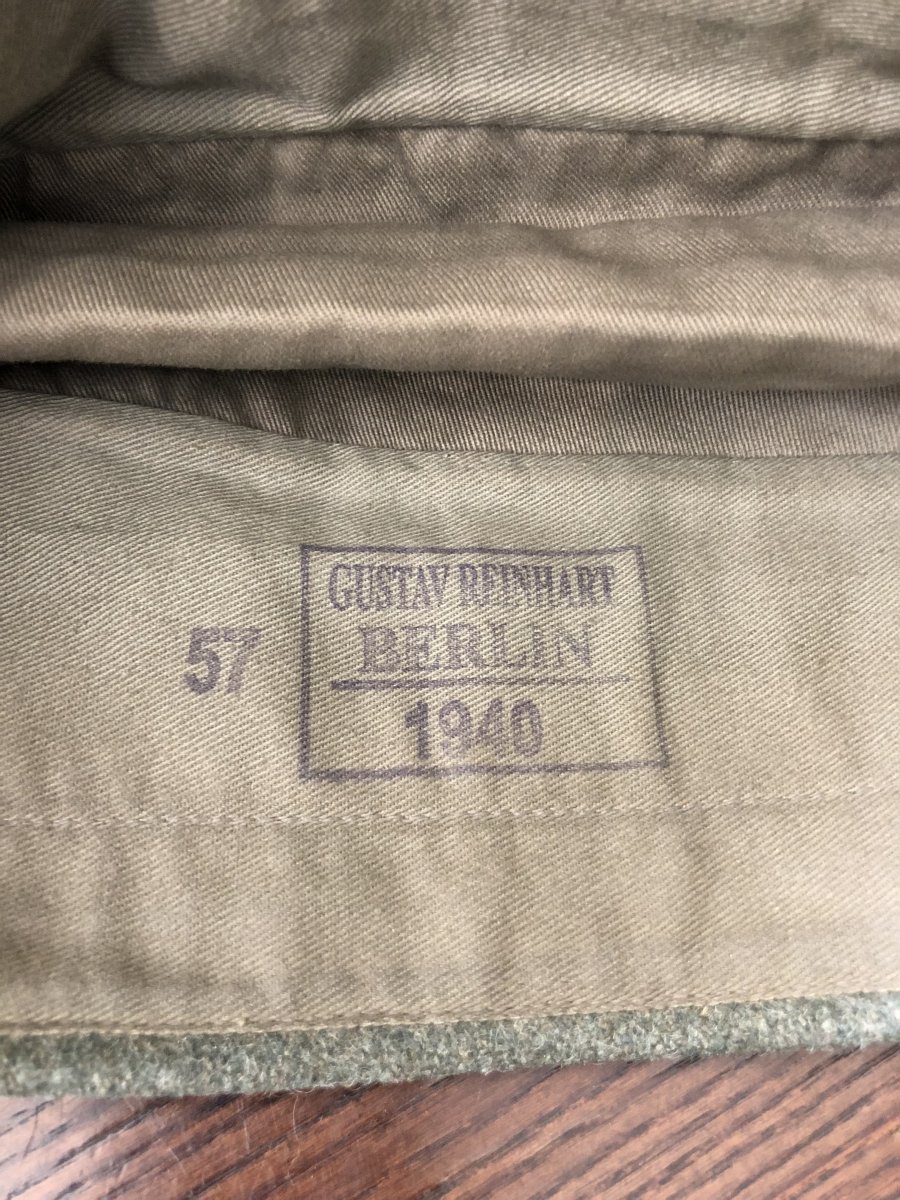 57
GUSTAV REINHART
BERLIN
1940